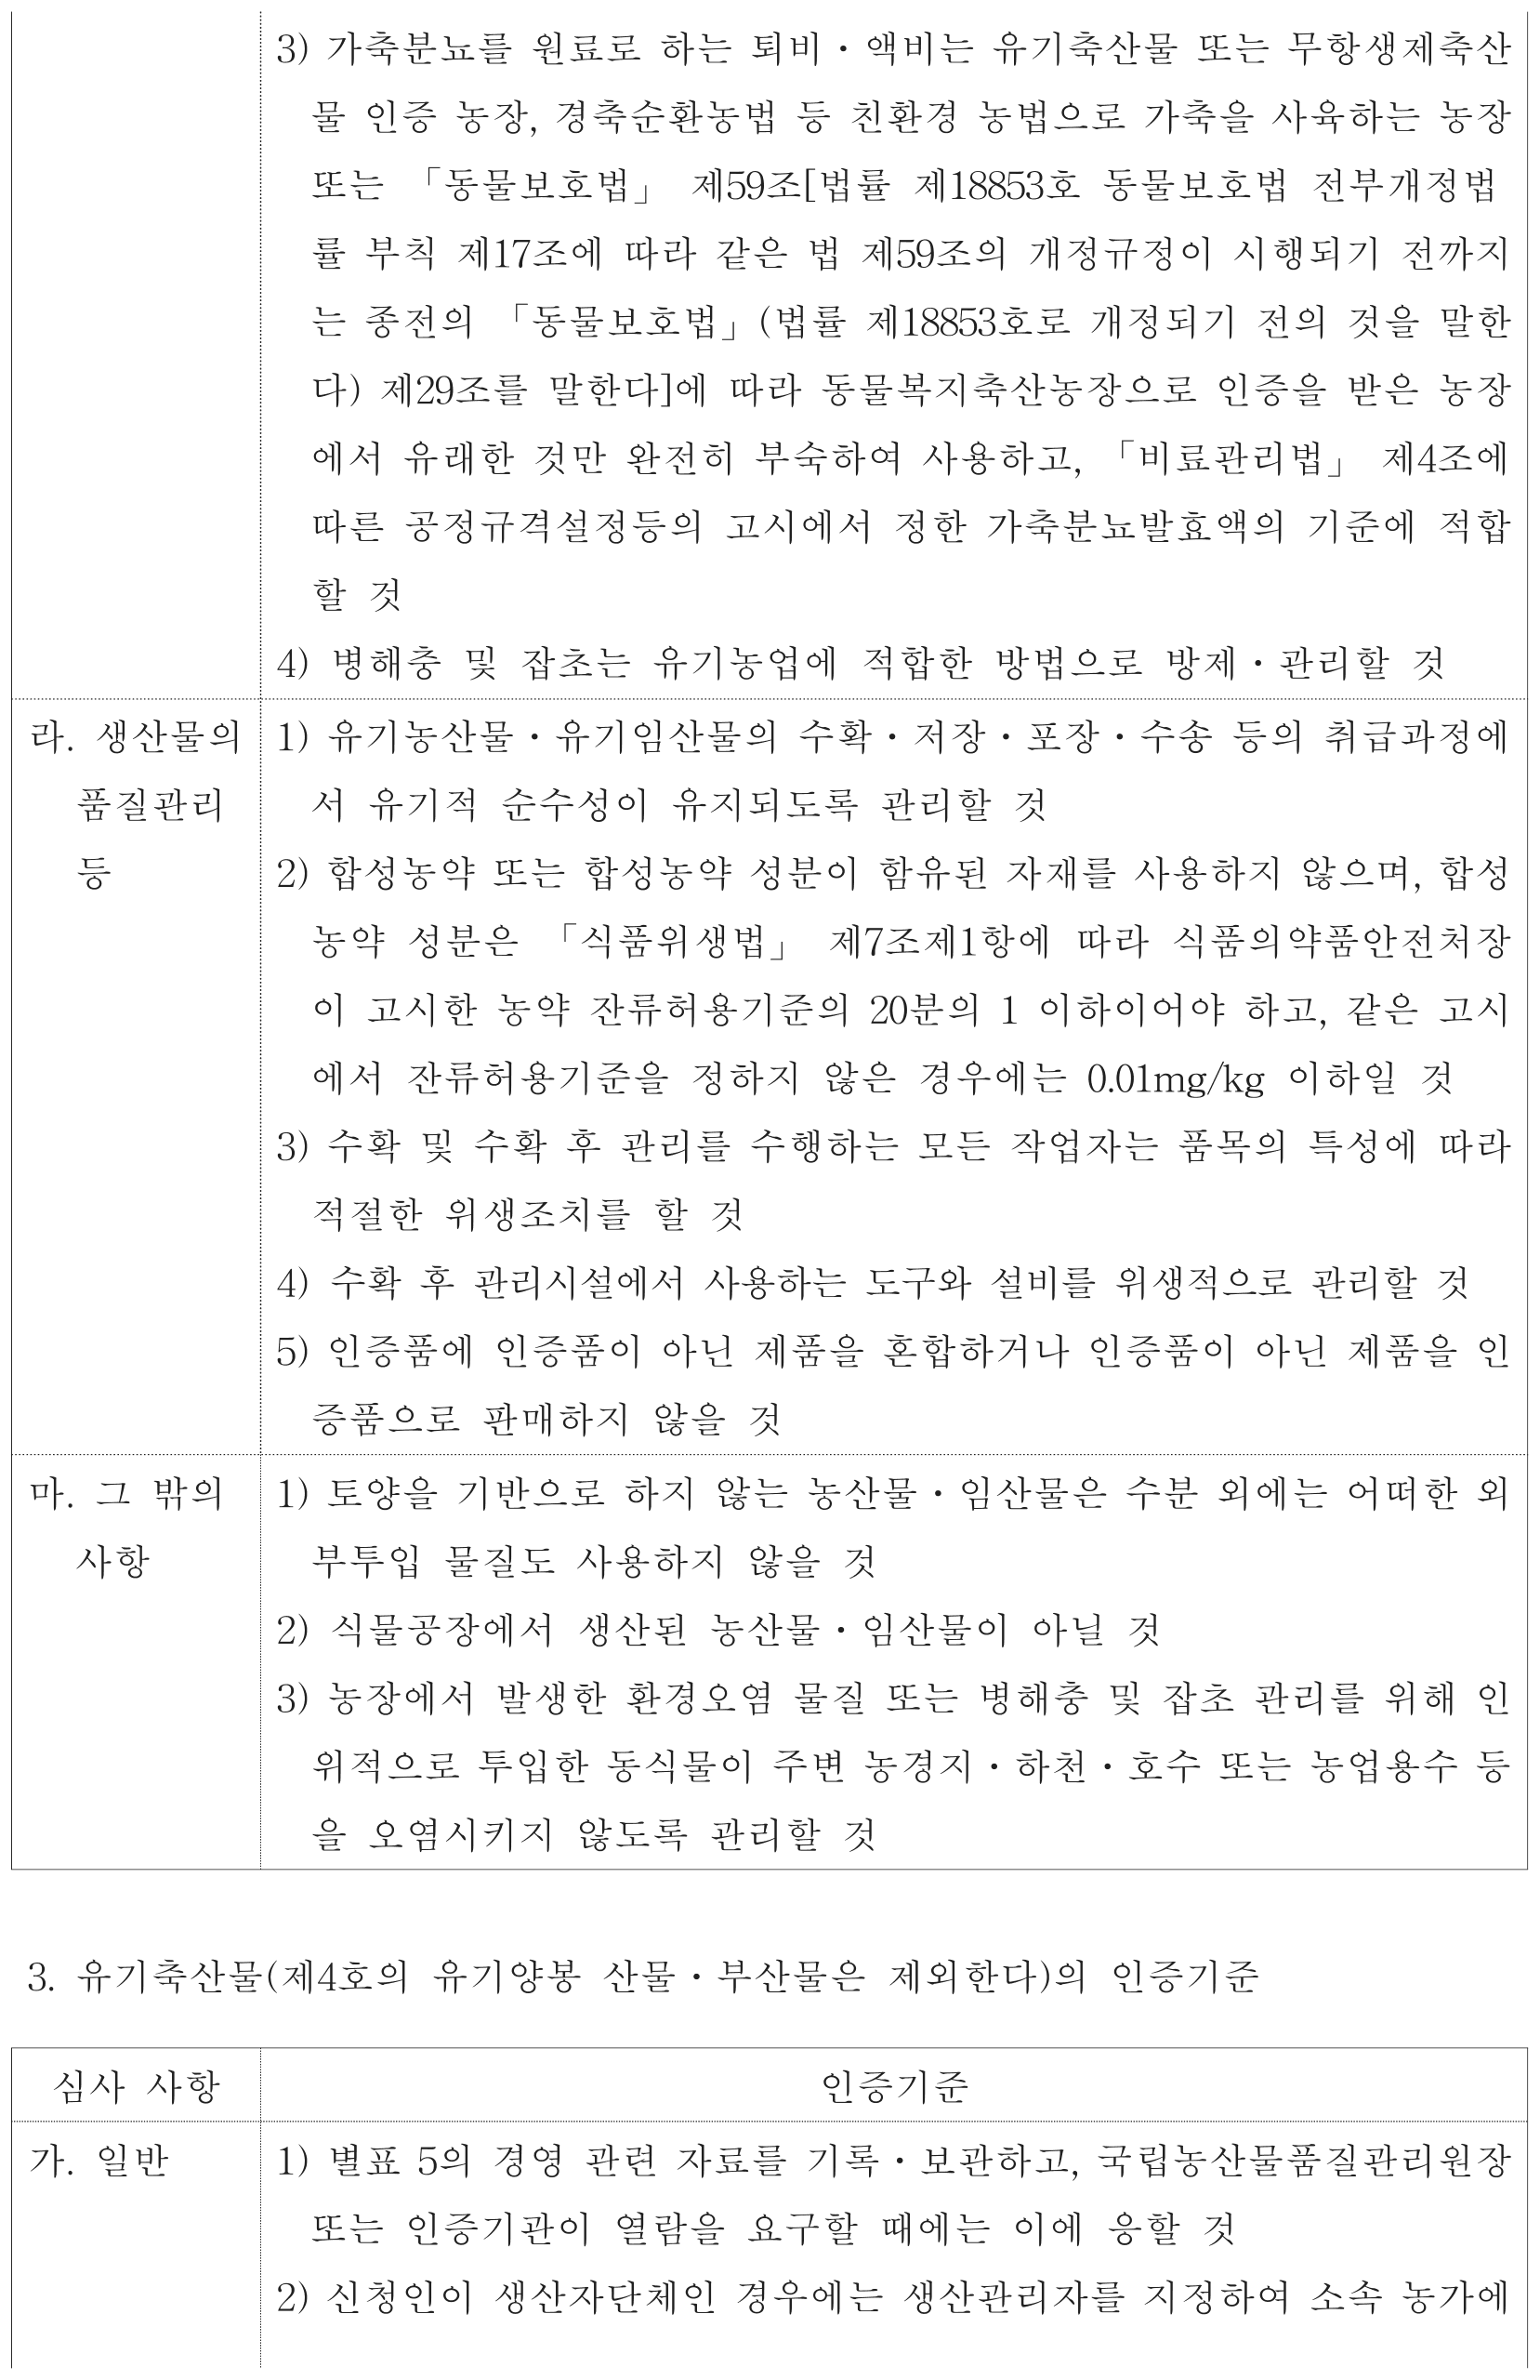 3) 가축분뇨를 원료로 하는 퇴비・액비는 유기축산물 또는 무항생제축산
물 인증 농장, 경축순환농법 등 친환경 농법으로 가축을 사육하는 농장
또는 「동물보호법」 제59조[법률 제18853호 동물보호법 전부개정법
률 부칙 제17조에 따라 같은 법 제59조의 개정규정이 시행되기 전까지
는 종전의 「동물보호법」(법률 제18853호로 개정되기 전의 것을 말한
다) 제29조를 말한다]에 따라 동물복지축산농장으로 인증을 받은 농장
에서 유래한 것만 완전히 부숙하여 사용하고, 「비료관리법」 제4조에
따른 공정규격설정등의 고시에서 정한 가축분뇨발효액의 기준에 적합
할 것
4) 병해충 및 잡초는 유기농업에 적합한 방법으로 방제・관리할 것
라. 생산물의
품질관리
등
1) 유기농산물・유기임산물의 수확・저장・포장・수송 등의 취급과정에
서 유기적 순수성이 유지되도록 관리할 것
2) 합성농약 또는 합성농약 성분이 함유된 자재를 사용하지 않으며, 합성
농약 성분은 「식품위생법」 제7조제1항에 따라 식품의약품안전처장
이 고시한 농약 잔류허용기준의 20분의 1 이하이어야 하고, 같은 고시
에서 잔류허용기준을 정하지 않은 경우에는 0.01mg/kg 이하일 것
3) 수확 및 수확 후 관리를 수행하는 모든 작업자는 품목의 특성에 따라
적절한 위생조치를 할 것
4) 수확 후 관리시설에서 사용하는 도구와 설비를 위생적으로 관리할 것
5) 인증품에 인증품이 아닌 제품을 혼합하거나 인증품이 아닌 제품을 인
증품으로 판매하지 않을 것
마. 그 밖의
사항
1) 토양을 기반으로 하지 않는 농산물・임산물은 수분 외에는 어떠한 외
부투입 물질도 사용하지 않을 것
2) 식물공장에서 생산된 농산물・임산물이 아닐 것
3) 농장에서 발생한 환경오염 물질 또는 병해충 및 잡초 관리를 위해 인
위적으로 투입한 동식물이 주변 농경지・하천・호수 또는 농업용수 등
을 오염시키지 않도록 관리할 것
3. 유기축산물(제4호의 유기양봉 산물・부산물은 제외한다)의 인증기준
심사 사항
인증기준
가. 일반
1) 별표 5의 경영 관련 자료를 기록・보관하고, 국립농산물품질관리원장
또는 인증기관이 열람을 요구할 때에는 이에 응할 것
2) 신청인이 생산자단체인 경우에는 생산관리자를 지정하여 소속 농가에